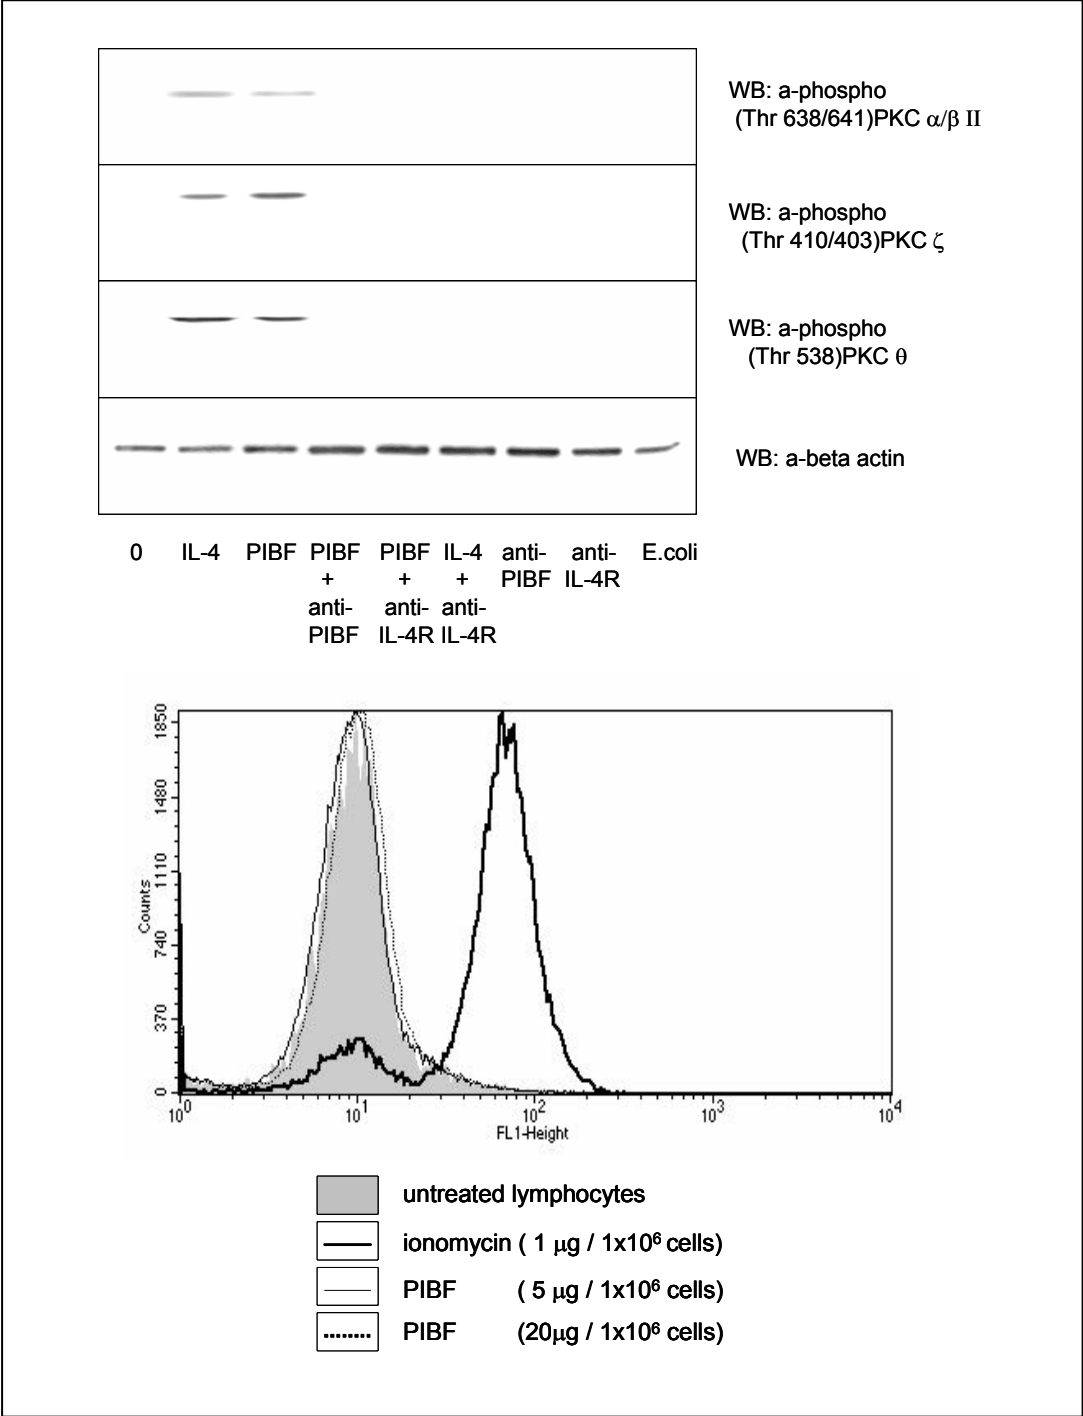 WB: a-phospho
(Thr 638/641)PKC α/β II
WB: a-phospho
(Thr 410/403)PKC ζ
WB: a-phospho
(Thr 538)PKC θ
WB: a-beta actin
0 IL-4 PIBF PIBF PIBF IL-4 anti- anti- E.coli
+ + + PIBF IL-4R
anti- anti- anti-
PIBF IL-4R IL-4R
1850
1480
1110
740
370
0
Counts
10⁰ 10¹ 10² 10³ 10⁴
FL1-Height
untreated lymphocytes
ionomycin ( 1 μg / 1x10⁶ cells)
PIBF ( 5 μg / 1x10⁶ cells)
PIBF (20μg / 1x10⁶ cells)